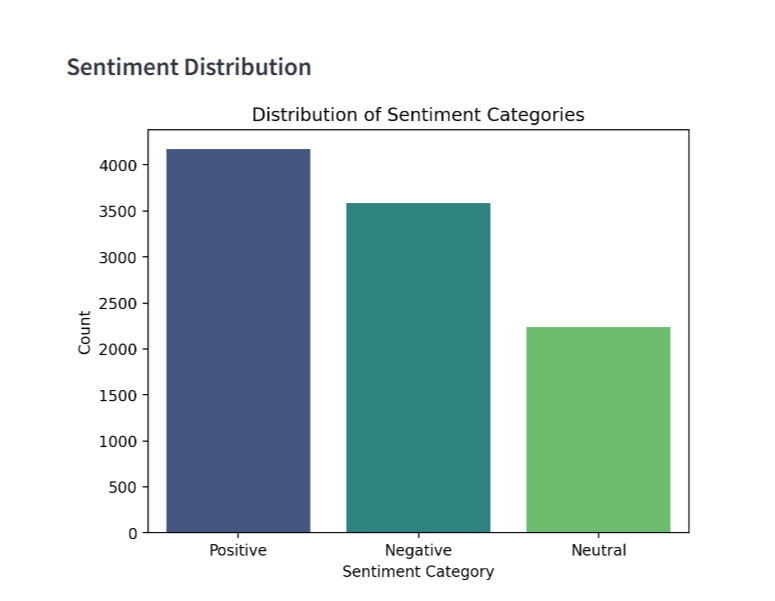 Sentiment Distribution
Distribution of Sentiment Categories
4000
3500
3000
2500
2000
1500
1000
500
0
Count
Positive Negative Neutral
Sentiment Category